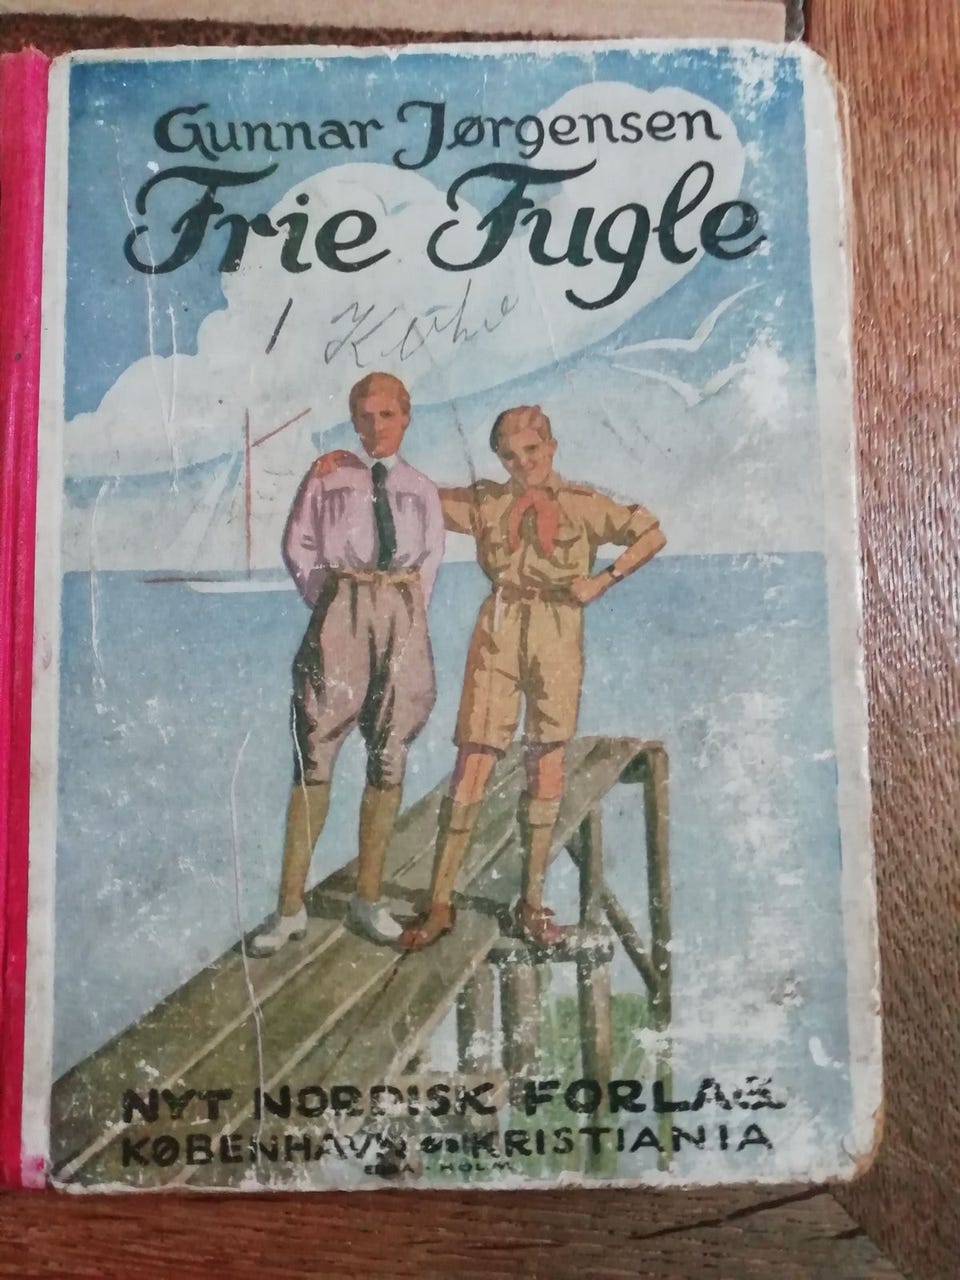 Gunnar Jørgensen
Frie Fugle
NYT NORDISK FORLAG
KØBENHAVN og KRISTIANIA